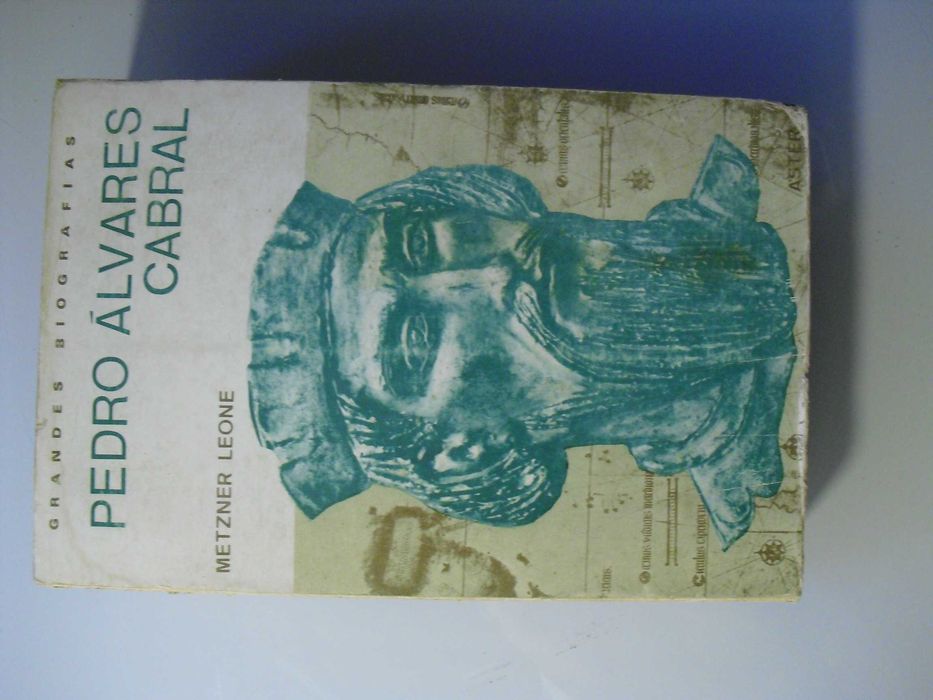 GRANDES BIOGRAFIAS
PEDRO ÁLVARES
CABRAL
METZNER LEONE
ASTER